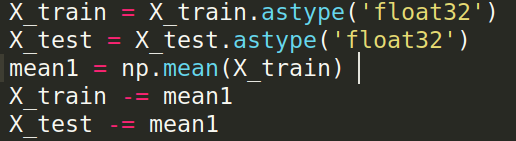 X_train = X_train.astype('float32')
X_test = X_test.astype('float32')
mean1 = np.mean(X_train)
X_train -= mean1
X_test -= mean1